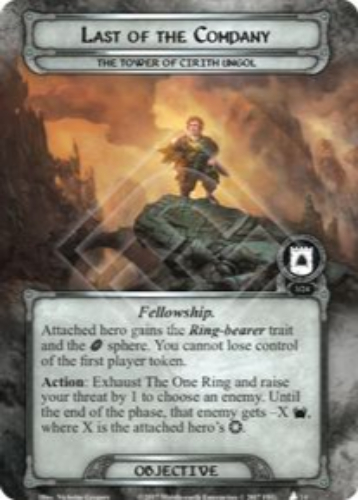 Last of the Company
The Tower of Cirith Ungol
Fellowship.
Attached hero gains the Ring-bearer trait
and the sphere. You cannot lose control
of the first player token.
Action: Exhaust The One Ring and raise
your threat by 1 to choose an enemy. Until
the end of the phase, that enemy gets –X ,
where X is the attached hero's .
Objective